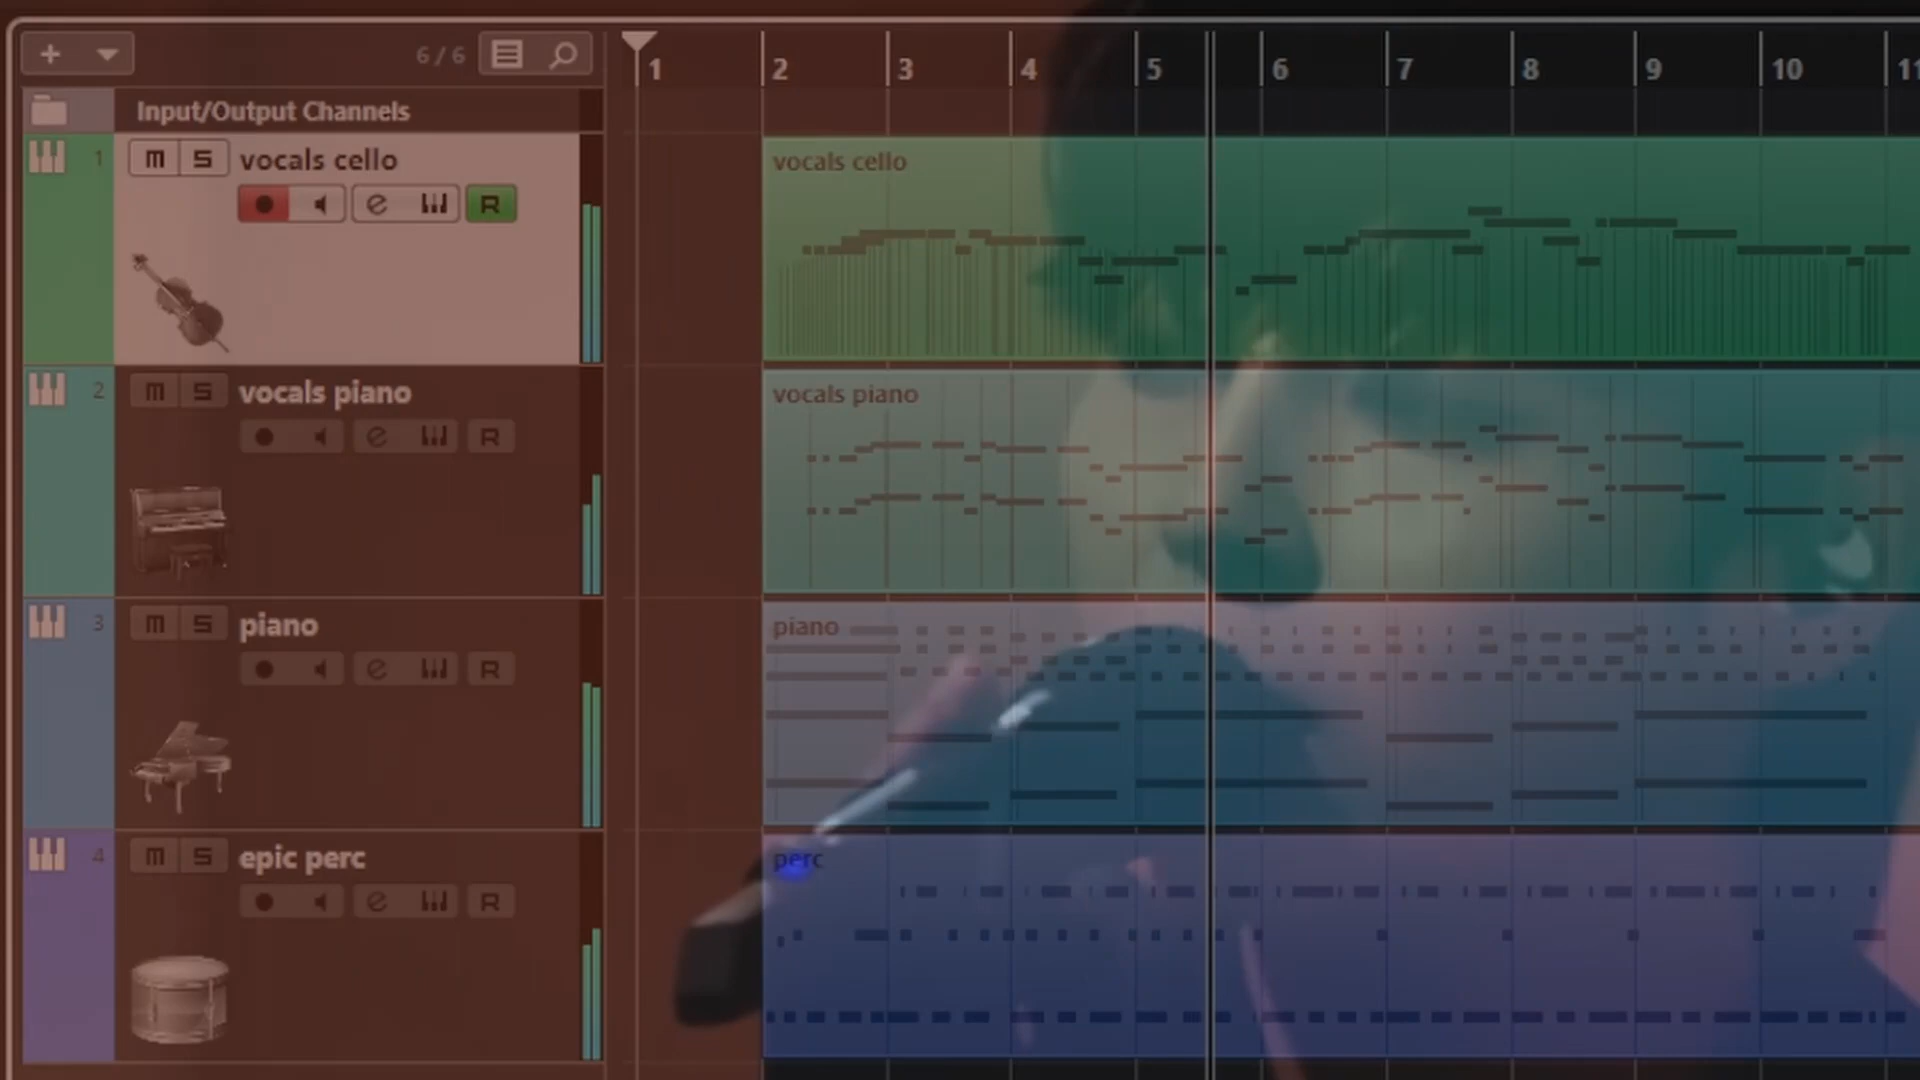 6 / 6
1 2 3 4 5 6 7 8 9 10 11
Input/Output Channels
1 M S vocals cello
R
vocals cello
2 M S vocals piano
R
vocals piano
3 M S piano
R
piano
4 M S epic perc
R
perc